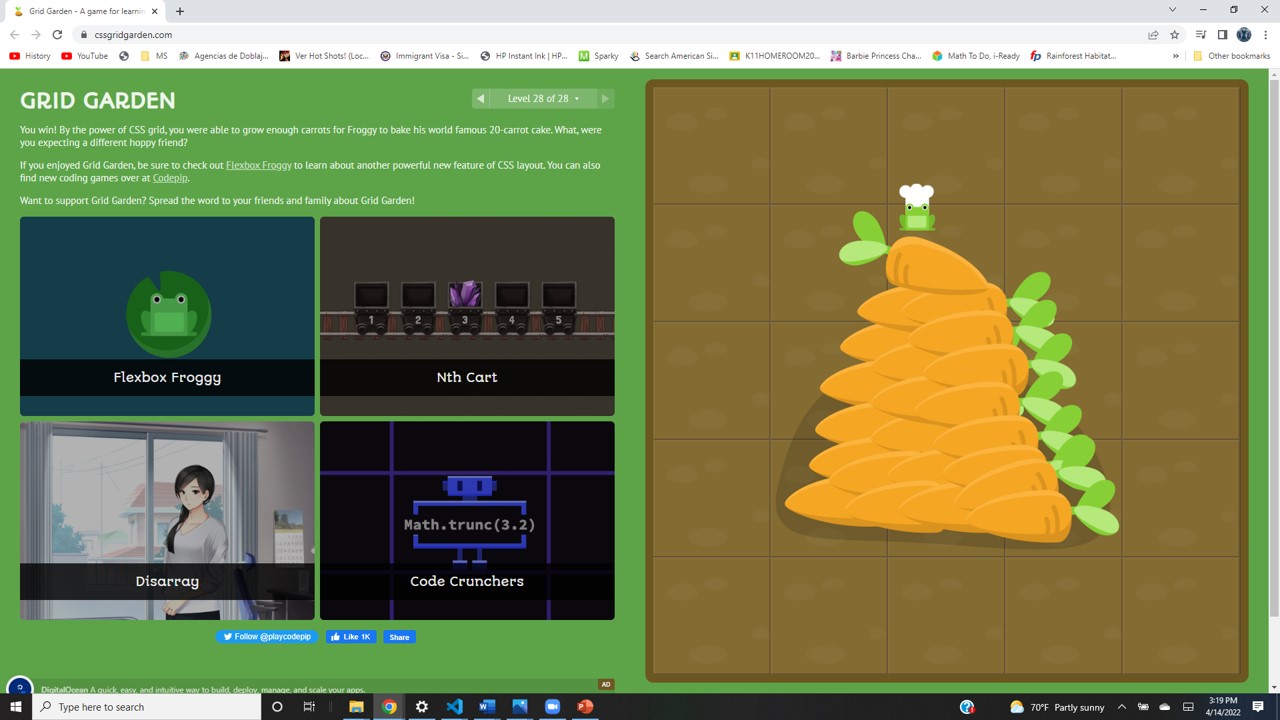 Grid Garden - A game for learnin
cssgridgarden.com
History
YouTube
MS
Agencias de Doblaj...
Ver Hot Shots! (Loc...
Immigrant Visa - Si...
HP Instant Ink | HP...
Sparky
Search American Si...
K11HOMEROOM20...
Barbie Princess Cha...
Math To Do, i-Ready
Rainforest Habitat...
»
Other bookmarks
GRID GARDEN
Level 28 of 28
You win! By the power of CSS grid, you were able to grow enough carrots for Froggy to bake his world famous 20-carrot cake. What, were
you expecting a different hoppy friend?
If you enjoyed Grid Garden, be sure to check out Flexbox Froggy to learn about another powerful new feature of CSS layout. You can also
find new coding games over at Codepip.
Want to support Grid Garden? Spread the word to your friends and family about Grid Garden!
1 2 3 4 5
Flexbox Froggy
Nth Cart
Math.trunc(3.2)
Disarray
Code Crunchers
Follow @playcodepip
Like 1K
Share
AD
DigitalOcean A quick, easy, and intuitive way to build, deploy, manage, and scale your apps.
Type here to search
70°F Partly sunny
3:19 PM
4/14/2022